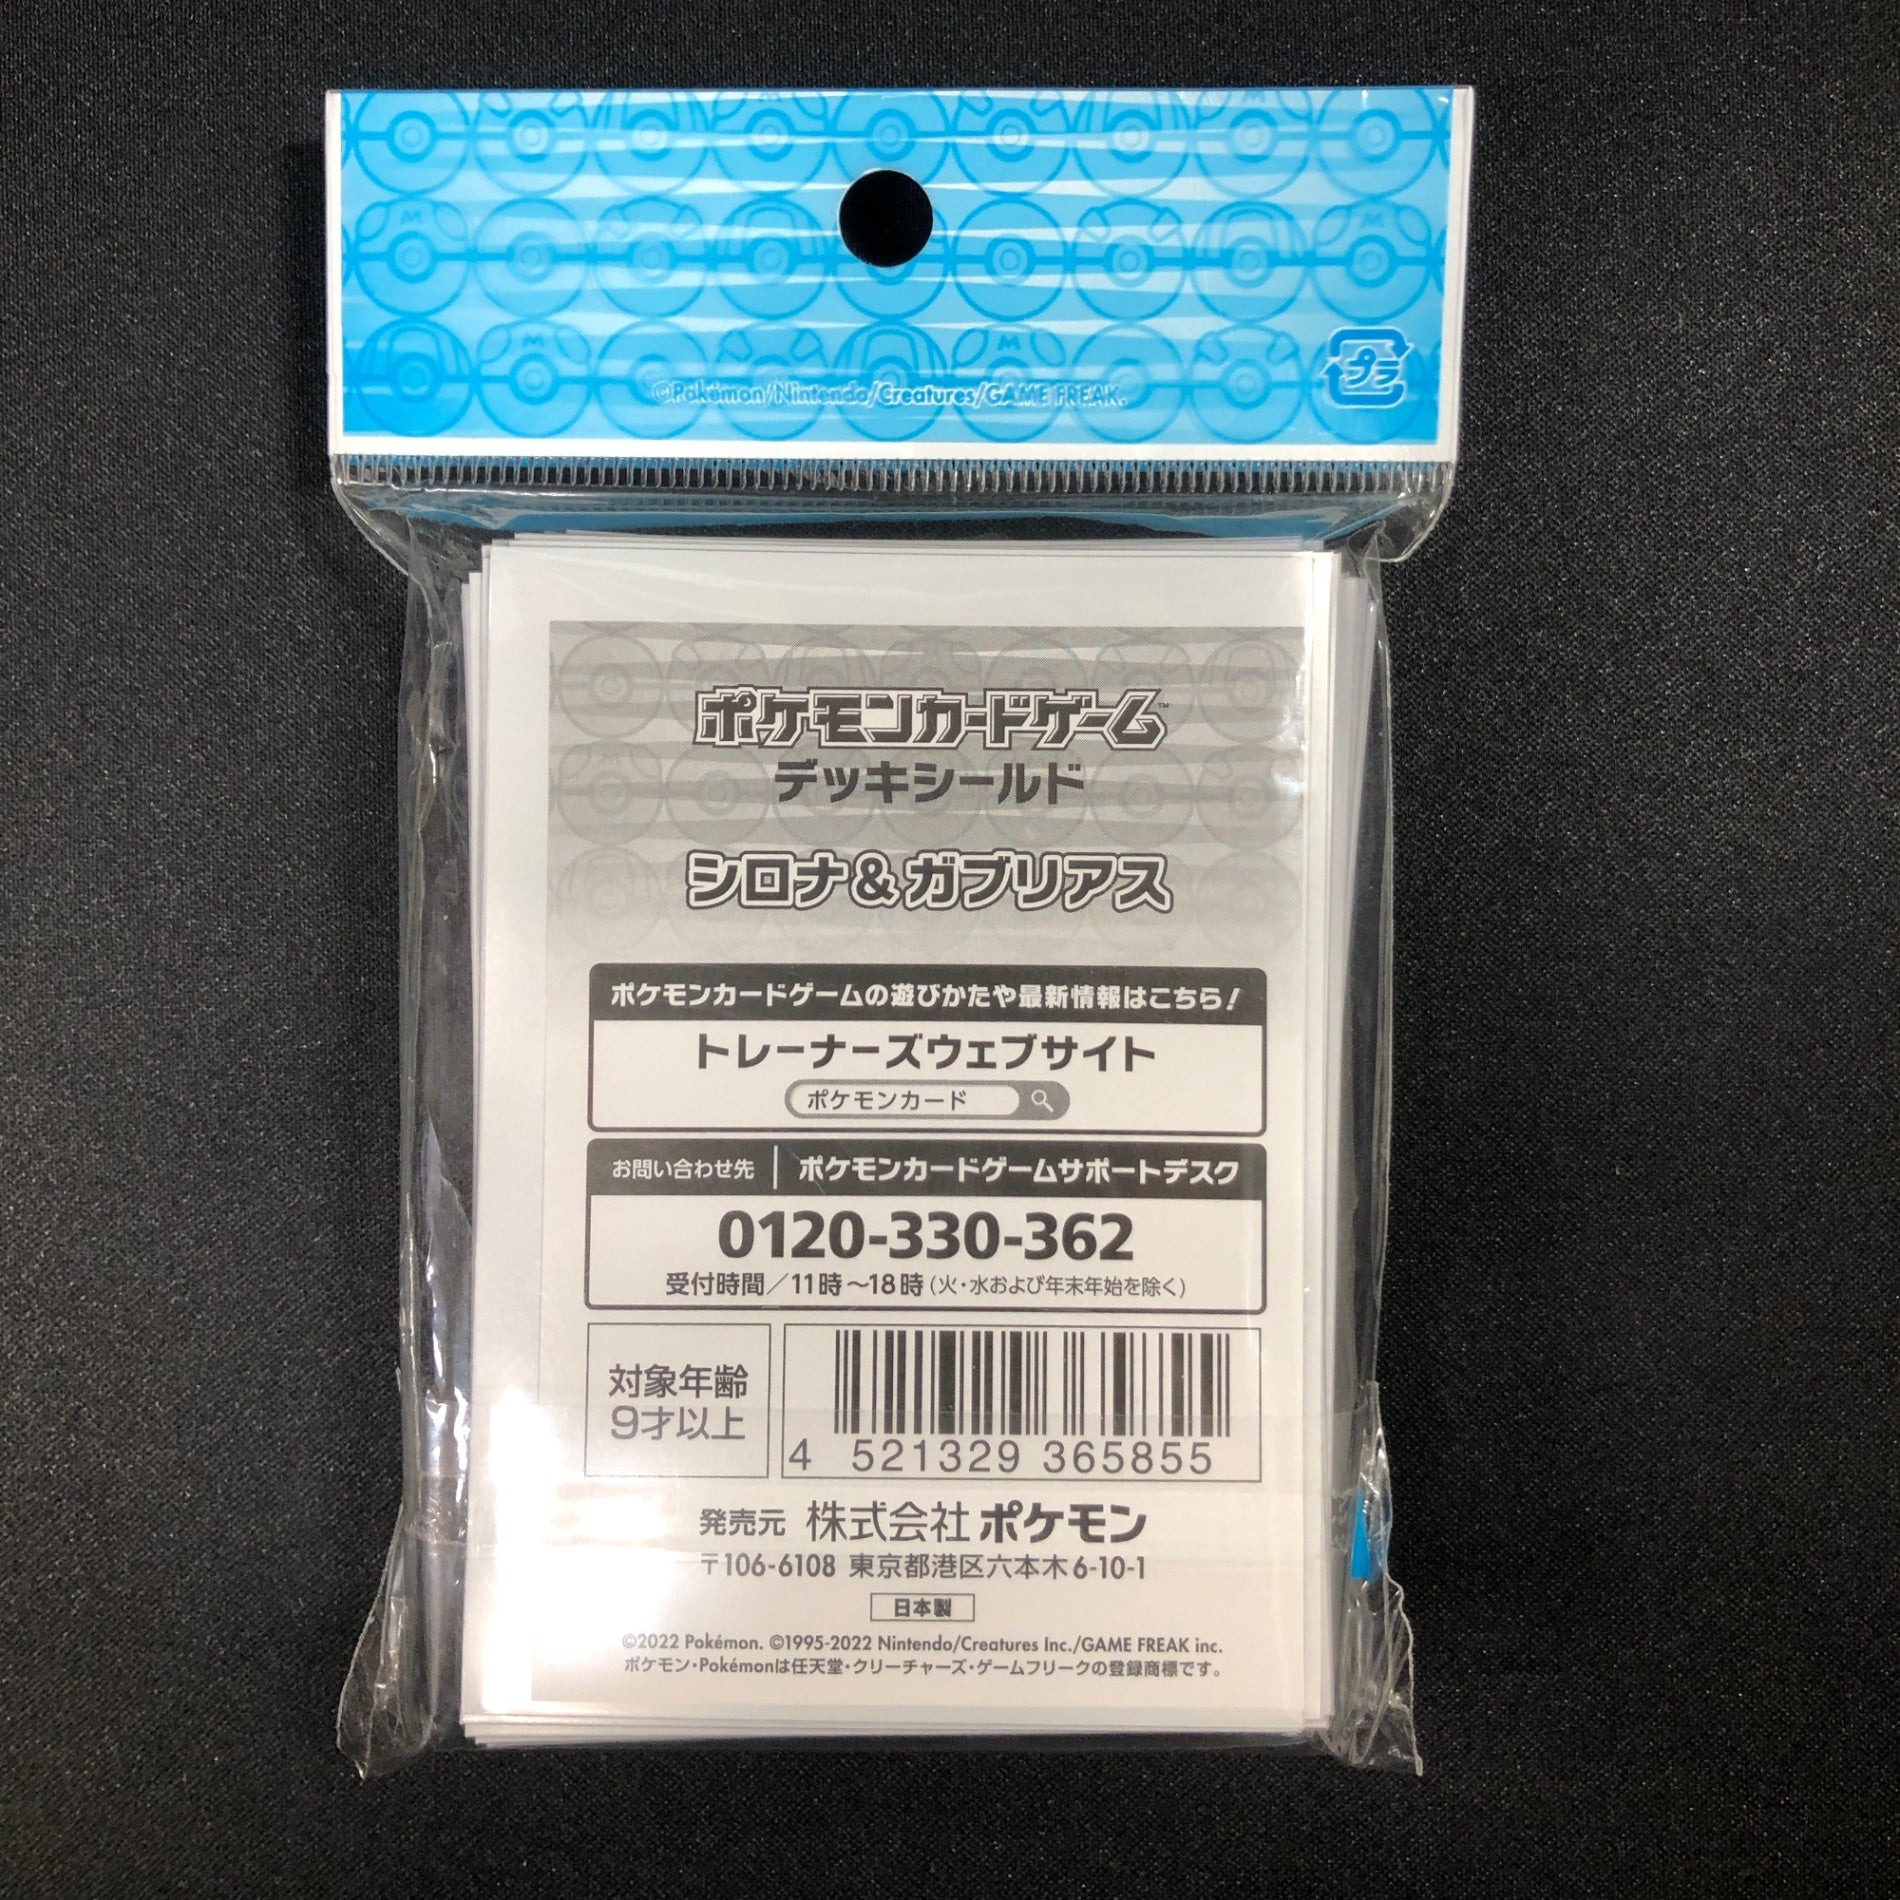 ©Pokémon/Nintendo/Creatures/GAME FREAK.
プラ
ポケモンカードゲーム™
デッキシールド
シロナ&ガブリアス
ポケモンカードゲームの遊びかたや最新情報はこちら!
トレーナーズウェブサイト
ポケモンカード
お問い合わせ先 | ポケモンカードゲームサポートデスク
0120-330-362
受付時間/11時~18時(火・水および年末年始を除く)
対象年齢
9才以上
4 521329 365855
発売元 株式会社ポケモン
〒106-6108 東京都港区六本木6-10-1
日本製
©2022 Pokémon. ©1995-2022 Nintendo/Creatures Inc./GAME FREAK inc.
ポケモン・Pokémonは任天堂・クリーチャーズ・ゲームフリークの登録商標です。